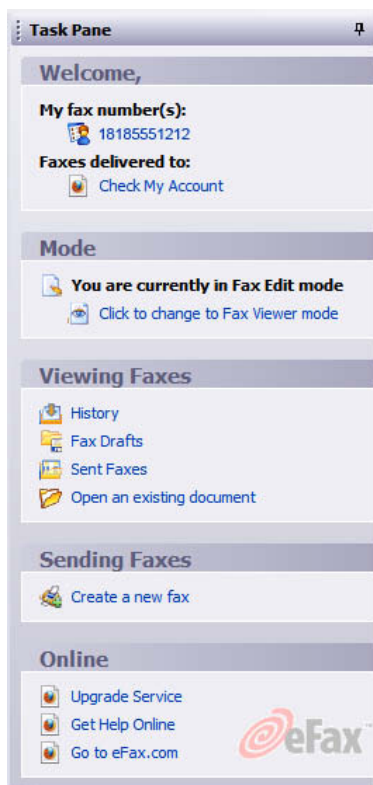 Task Pane
Welcome,
My fax number(s):
18185551212
Faxes delivered to:
Check My Account
Mode
You are currently in Fax Edit mode
Click to change to Fax Viewer mode
Viewing Faxes
History
Fax Drafts
Sent Faxes
Open an existing document
Sending Faxes
Create a new fax
Online
Upgrade Service
Get Help Online
Go to eFax.com
eFax